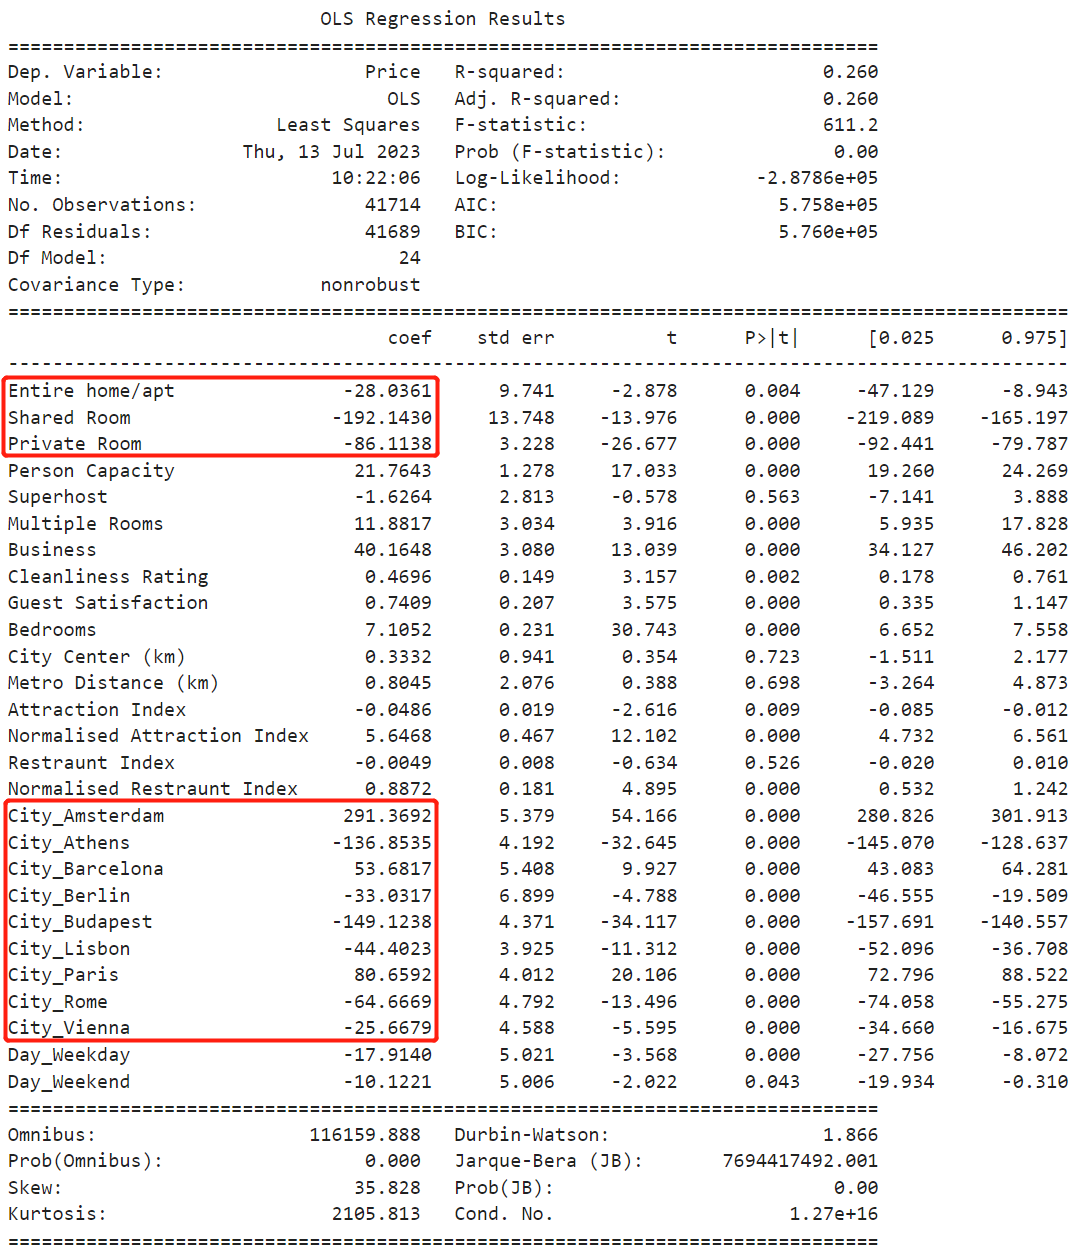 OLS Regression Results
==============================================================================
Dep. Variable: Price R-squared: 0.260
Model: OLS Adj. R-squared: 0.260
Method: Least Squares F-statistic: 611.2
Date: Thu, 13 Jul 2023 Prob (F-statistic): 0.00
Time: 10:22:06 Log-Likelihood: -2.8786e+05
No. Observations: 41714 AIC: 5.758e+05
Df Residuals: 41689 BIC: 5.760e+05
Df Model: 24
Covariance Type: nonrobust
===============================================================================================
coef std err t P>|t| [0.025 0.975]
-----------------------------------------------------------------------------------------------
Entire home/apt -28.0361 9.741 -2.878 0.004 -47.129 -8.943
Shared Room -192.1430 13.748 -13.976 0.000 -219.089 -165.197
Private Room -86.1138 3.228 -26.677 0.000 -92.441 -79.787
Person Capacity 21.7643 1.278 17.033 0.000 19.260 24.269
Superhost -1.6264 2.813 -0.578 0.563 -7.141 3.888
Multiple Rooms 11.8817 3.034 3.916 0.000 5.935 17.828
Business 40.1648 3.080 13.039 0.000 34.127 46.202
Cleanliness Rating 0.4696 0.149 3.157 0.002 0.178 0.761
Guest Satisfaction 0.7409 0.207 3.575 0.000 0.335 1.147
Bedrooms 7.1052 0.231 30.743 0.000 6.652 7.558
City Center (km) 0.3332 0.941 0.354 0.723 -1.511 2.177
Metro Distance (km) 0.8045 2.076 0.388 0.698 -3.264 4.873
Attraction Index -0.0486 0.019 -2.616 0.009 -0.085 -0.012
Normalised Attraction Index 5.6468 0.467 12.102 0.000 4.732 6.561
Restraunt Index -0.0049 0.008 -0.634 0.526 -0.020 0.010
Normalised Restraunt Index 0.8872 0.181 4.895 0.000 0.532 1.242
City_Amsterdam 291.3692 5.379 54.166 0.000 280.826 301.913
City_Athens -136.8535 4.192 -32.645 0.000 -145.070 -128.637
City_Barcelona 53.6817 5.408 9.927 0.000 43.083 64.281
City_Berlin -33.0317 6.899 -4.788 0.000 -46.555 -19.509
City_Budapest -149.1238 4.371 -34.117 0.000 -157.691 -140.557
City_Lisbon -44.4023 3.925 -11.312 0.000 -52.096 -36.708
City_Paris 80.6592 4.012 20.106 0.000 72.796 88.522
City_Rome -64.6669 4.792 -13.496 0.000 -74.058 -55.275
City_Vienna -25.6679 4.588 -5.595 0.000 -34.660 -16.675
Day_Weekday -17.9140 5.021 -3.568 0.000 -27.756 -8.072
Day_Weekend -10.1221 5.006 -2.022 0.043 -19.934 -0.310
==============================================================================
Omnibus: 116159.888 Durbin-Watson: 1.866
Prob(Omnibus): 0.000 Jarque-Bera (JB): 7694417492.001
Skew: 35.828 Prob(JB): 0.00
Kurtosis: 2105.813 Cond. No. 1.27e+16
==============================================================================